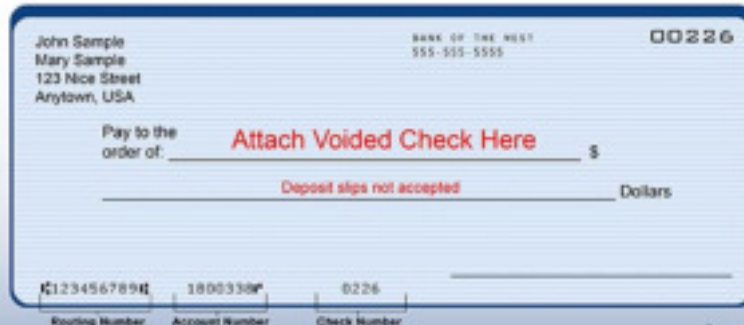 John Sample
Mary Sample
123 Nice Street
Anytown, USA
BANK OF THE WEST
555-555-5555
00226
Pay to the
order of: Attach Voided Check Here $
Deposit slips not accepted Dollars
⑆123456789⑆ 1800338⑈ 0226
Routing Number Account Number Check Number